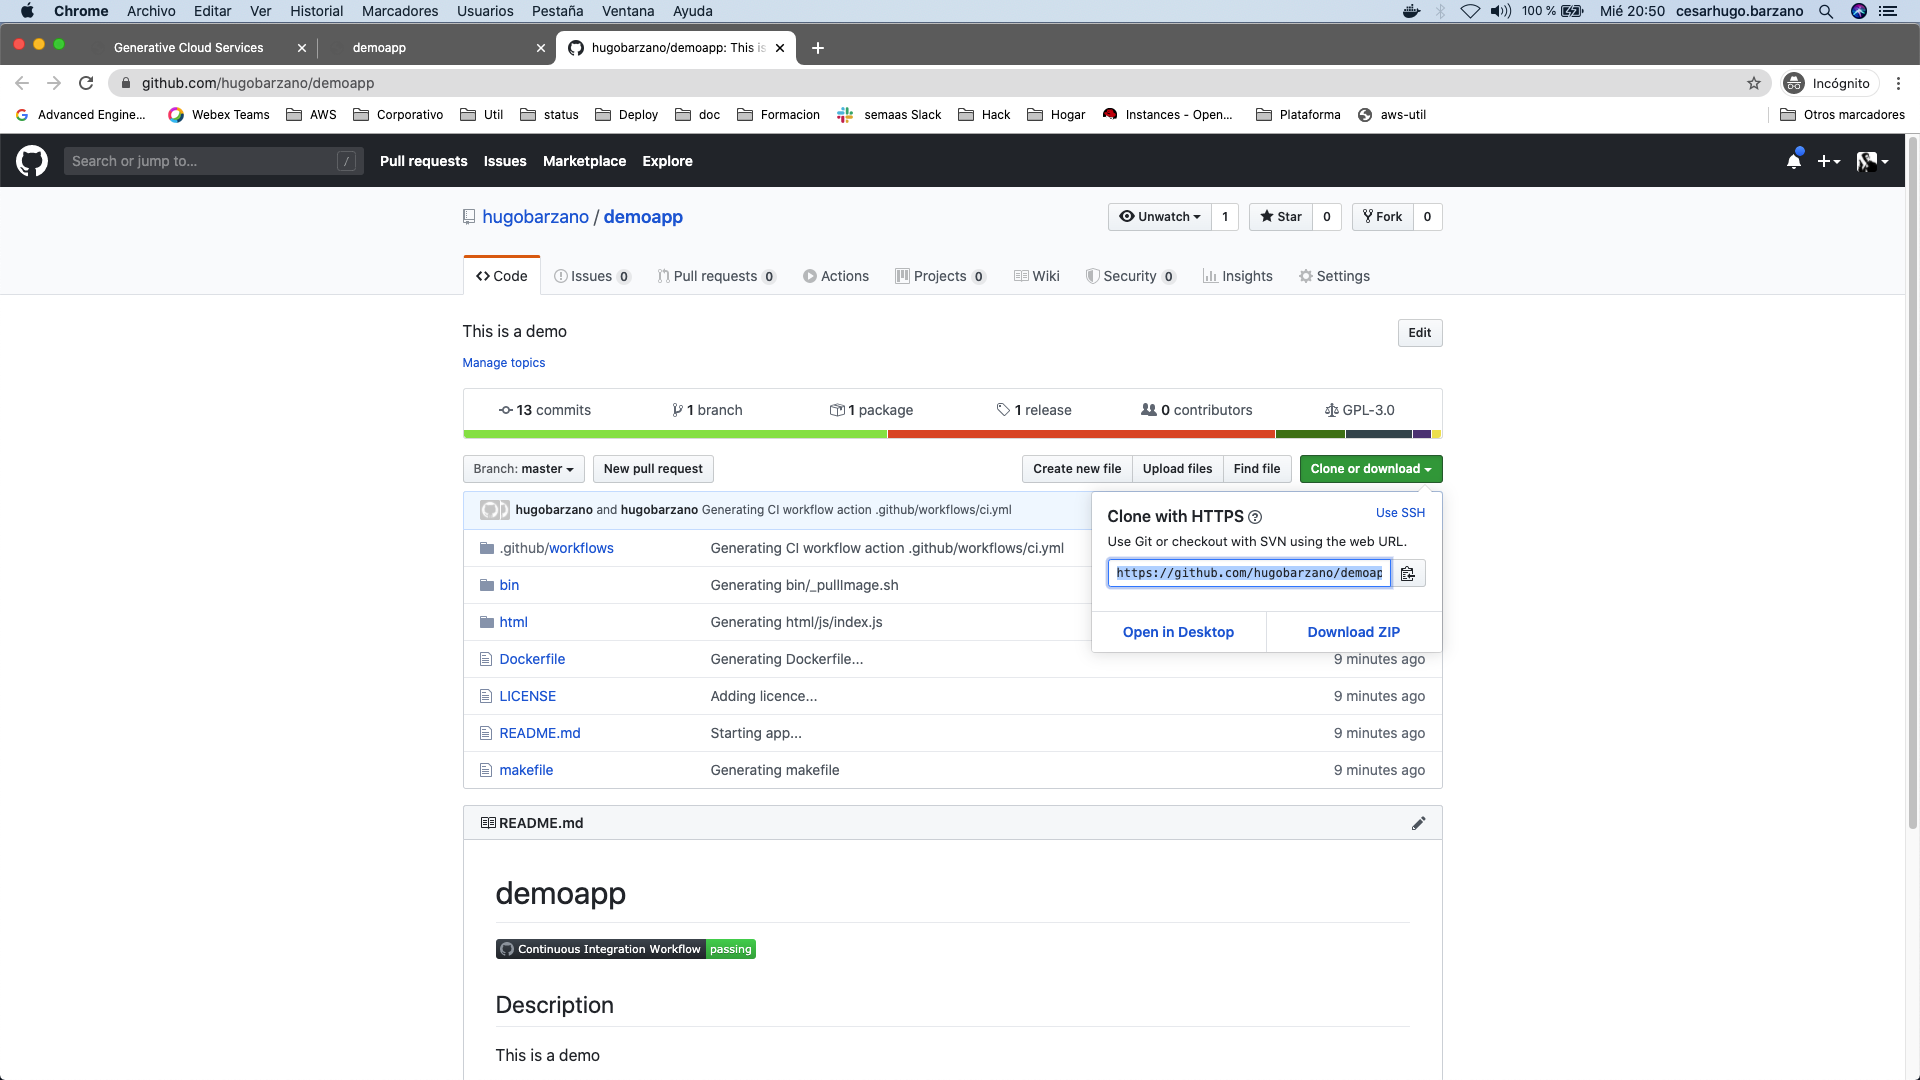 Chrome Archivo Editar Ver Historial Marcadores Usuarios Pestaña Ventana Ayuda 100 % Mié 20:50 cesarhugo.barzano
Generative Cloud Services demoapp hugobarzano/demoapp: This is
github.com/hugobarzano/demoapp Incógnito
Advanced Engine... Webex Teams AWS Corporativo Util status Deploy doc Formacion semaas Slack Hack Hogar Instances - Open... Plataforma aws-util Otros marcadores
Search or jump to... / Pull requests Issues Marketplace Explore
hugobarzano / demoapp Unwatch 1 Star 0 Fork 0
Code Issues 0 Pull requests 0 Actions Projects 0 Wiki Security 0 Insights Settings
This is a demo Edit
Manage topics
13 commits 1 branch 1 package 1 release 0 contributors GPL-3.0
Branch: master New pull request Create new file Upload files Find file Clone or download
hugobarzano and hugobarzano Generating CI workflow action .github/workflows/ci.yml
Clone with HTTPS Use SSH
Use Git or checkout with SVN using the web URL.
https://github.com/hugobarzano/demoap
Open in Desktop Download ZIP
.github/workflows Generating CI workflow action .github/workflows/ci.yml
bin Generating bin/_pullImage.sh
html Generating html/js/index.js
Dockerfile Generating Dockerfile... 9 minutes ago
LICENSE Adding licence... 9 minutes ago
README.md Starting app... 9 minutes ago
makefile Generating makefile 9 minutes ago
README.md
demoapp
Continuous Integration Workflow passing
Description
This is a demo